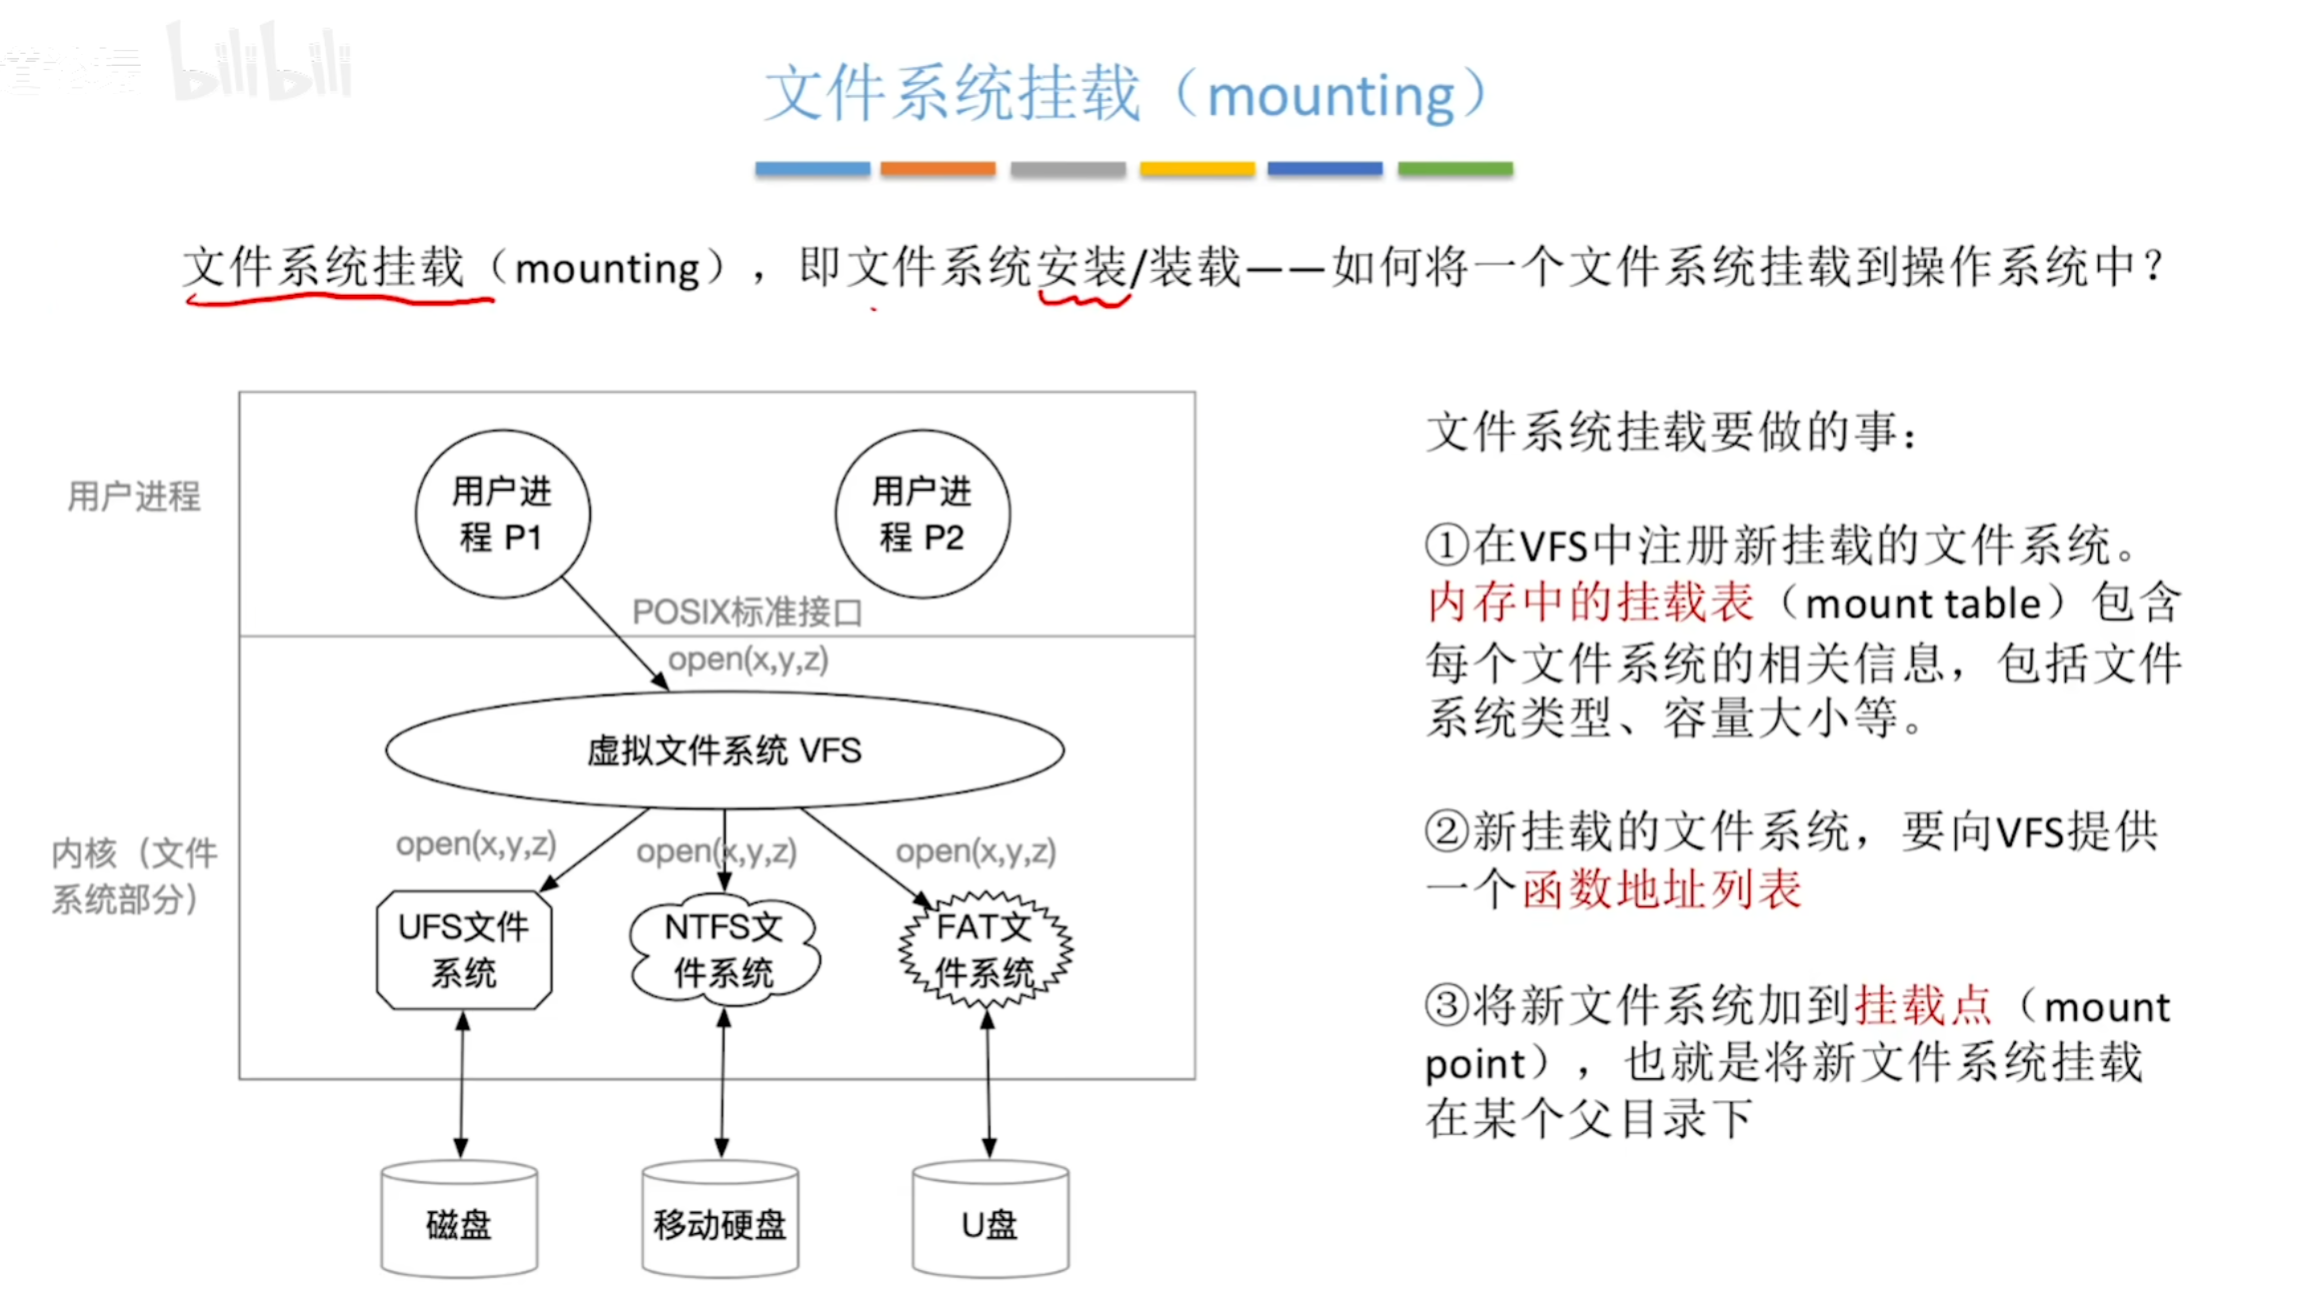 bilibili
文件系统挂载（mounting）
文件系统挂载（mounting），即文件系统安装/装载——如何将一个文件系统挂载到操作系统中？
用户进程
用户进
程 P1
用户进
程 P2
POSIX标准接口
open(x,y,z)
虚拟文件系统 VFS
内核（文件
系统部分）
open(x,y,z)
open(x,y,z)
open(x,y,z)
UFS文件
系统
NTFS文
件系统
FAT文
件系统
磁盘
移动硬盘
U盘
文件系统挂载要做的事：
①在VFS中注册新挂载的文件系统。
内存中的挂载表（mount table）包含
每个文件系统的相关信息，包括文件
系统类型、容量大小等。
②新挂载的文件系统，要向VFS提供
一个函数地址列表
③将新文件系统加到挂载点（mount
point），也就是将新文件系统挂载
在某个父目录下